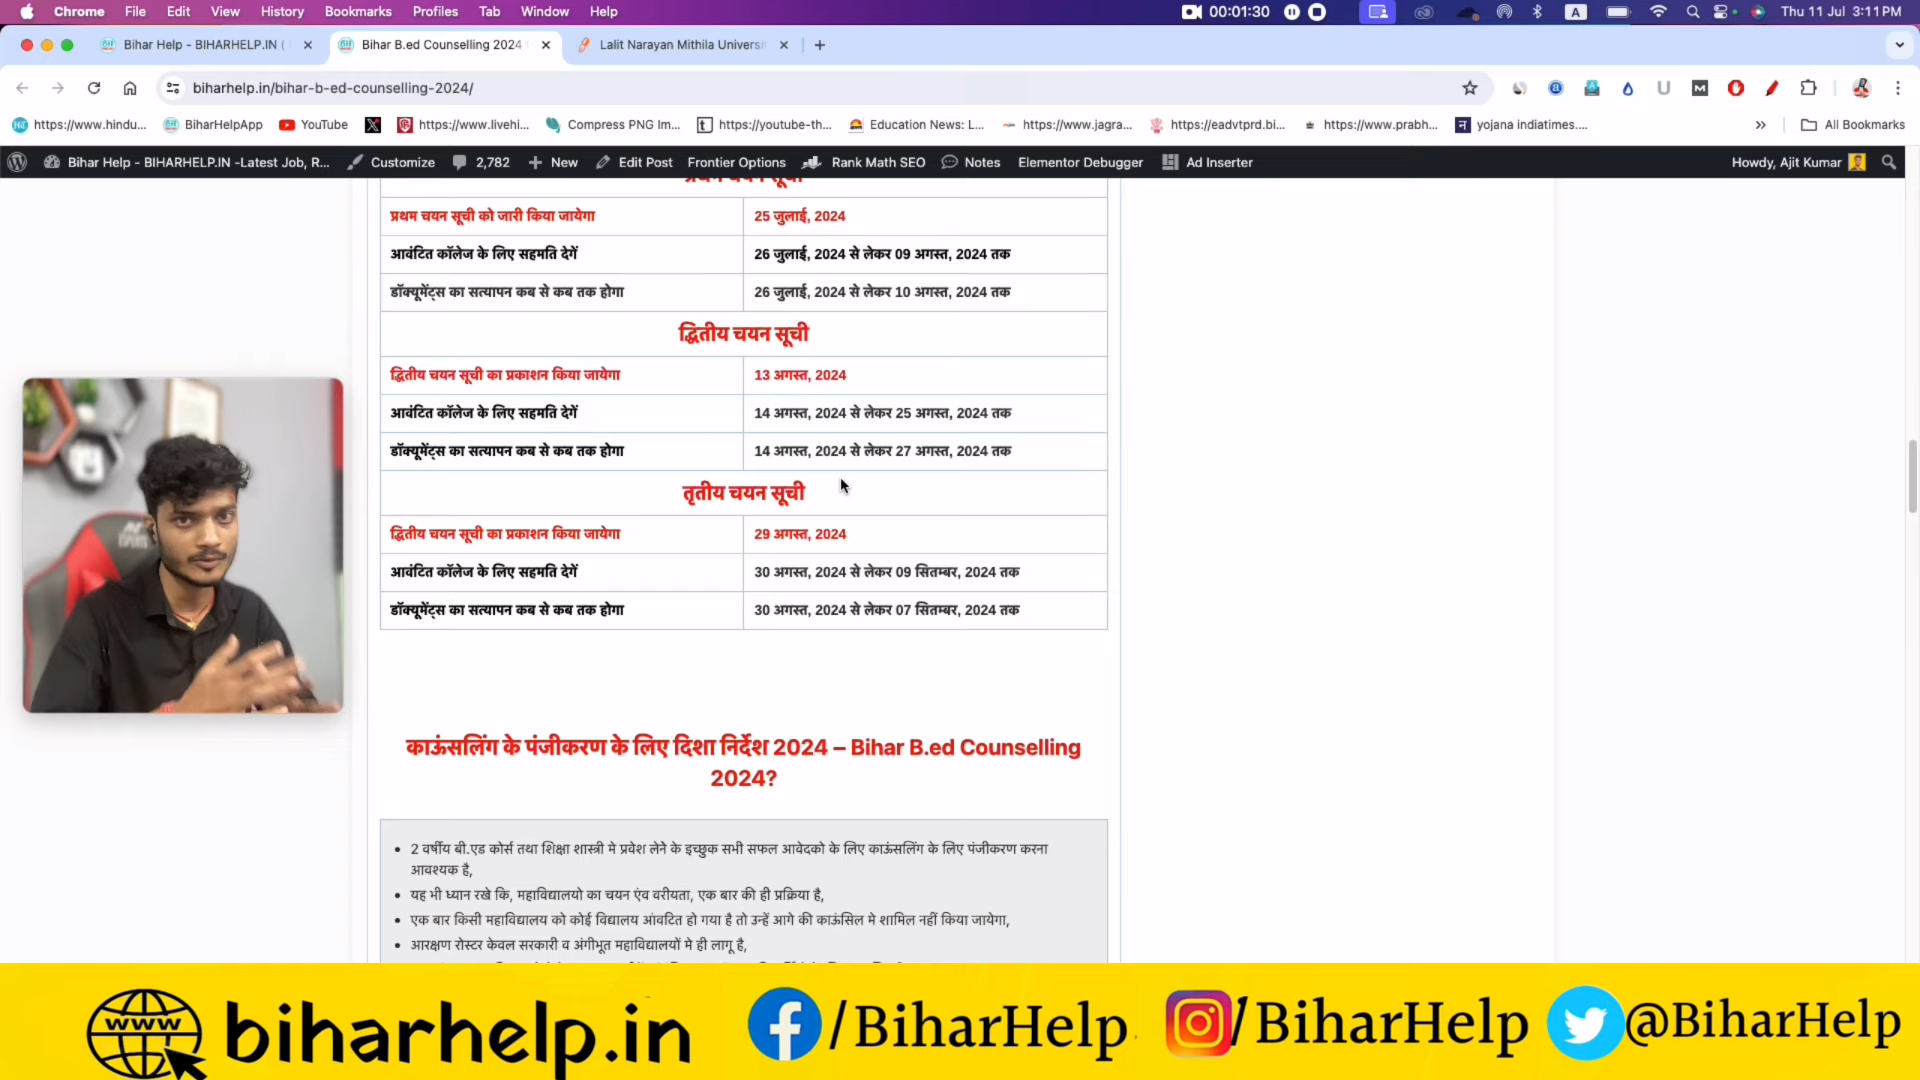 Chrome File Edit View History Bookmarks Profiles Tab Window Help 00:01:30 A Thu 11 Jul 3:11PM
Bihar Help - BIHARHELP.IN ( Bihar B.ed Counselling 2024 Lalit Narayan Mithila Universi
biharhelp.in/bihar-b-ed-counselling-2024/
https://www.hindu... BiharHelpApp YouTube https://www.livehi... Compress PNG Im... https://youtube-th... Education News: L... https://www.jagra... https://eadvtprd.bi... https://www.prabh... yojana indiatimes.... » All Bookmarks
Bihar Help - BIHARHELP.IN -Latest Job, R... Customize 2,782 New Edit Post Frontier Options Rank Math SEO Notes Elementor Debugger Ad Inserter Howdy, Ajit Kumar
प्रथम चयन सूची को जारी किया जायेगा 25 जुलाई, 2024
आवंटित कॉलेज के लिए सहमति देगें 26 जुलाई, 2024 से लेकर 09 अगस्त, 2024 तक
डॉक्यूमेंट्स का सत्यापन कब से कब तक होगा 26 जुलाई, 2024 से लेकर 10 अगस्त, 2024 तक
द्धितीय चयन सूची
द्धितीय चयन सूची का प्रकाशन किया जायेगा 13 अगस्त, 2024
आवंटित कॉलेज के लिए सहमति देगें 14 अगस्त, 2024 से लेकर 25 अगस्त, 2024 तक
डॉक्यूमेंट्स का सत्यापन कब से कब तक होगा 14 अगस्त, 2024 से लेकर 27 अगस्त, 2024 तक
तृतीय चयन सूची
द्धितीय चयन सूची का प्रकाशन किया जायेगा 29 अगस्त, 2024
आवंटित कॉलेज के लिए सहमति देगें 30 अगस्त, 2024 से लेकर 09 सितम्बर, 2024 तक
डॉक्यूमेंट्स का सत्यापन कब से कब तक होगा 30 अगस्त, 2024 से लेकर 07 सितम्बर, 2024 तक
काऊंसलिंग के पंजीकरण के लिए दिशा निर्देश 2024 – Bihar B.ed Counselling
2024?
• 2 वर्षीय बी.एड कोर्स तथा शिक्षा शास्त्री मे प्रवेश लेने के इच्छुक सभी सफल आवेदको के लिए काऊंसलिंग के लिए पंजीकरण करना
आवश्यक है,
• यह भी ध्यान रखे कि, महाविद्यालयो का चयन एंव वरीयता, एक बार की ही प्रक्रिया है,
• एक बार किसी महाविद्यालय को कोई विद्यालय आंवटित हो गया है तो उन्हें आगे की काऊंसिल मे शामिल नहीं किया जायेगा,
• आरक्षण रोस्टर केवल सरकारी व अंगीभूत महाविद्यालयों मे ही लागू है,
www biharhelp.in /BiharHelp /BiharHelp @BiharHelp